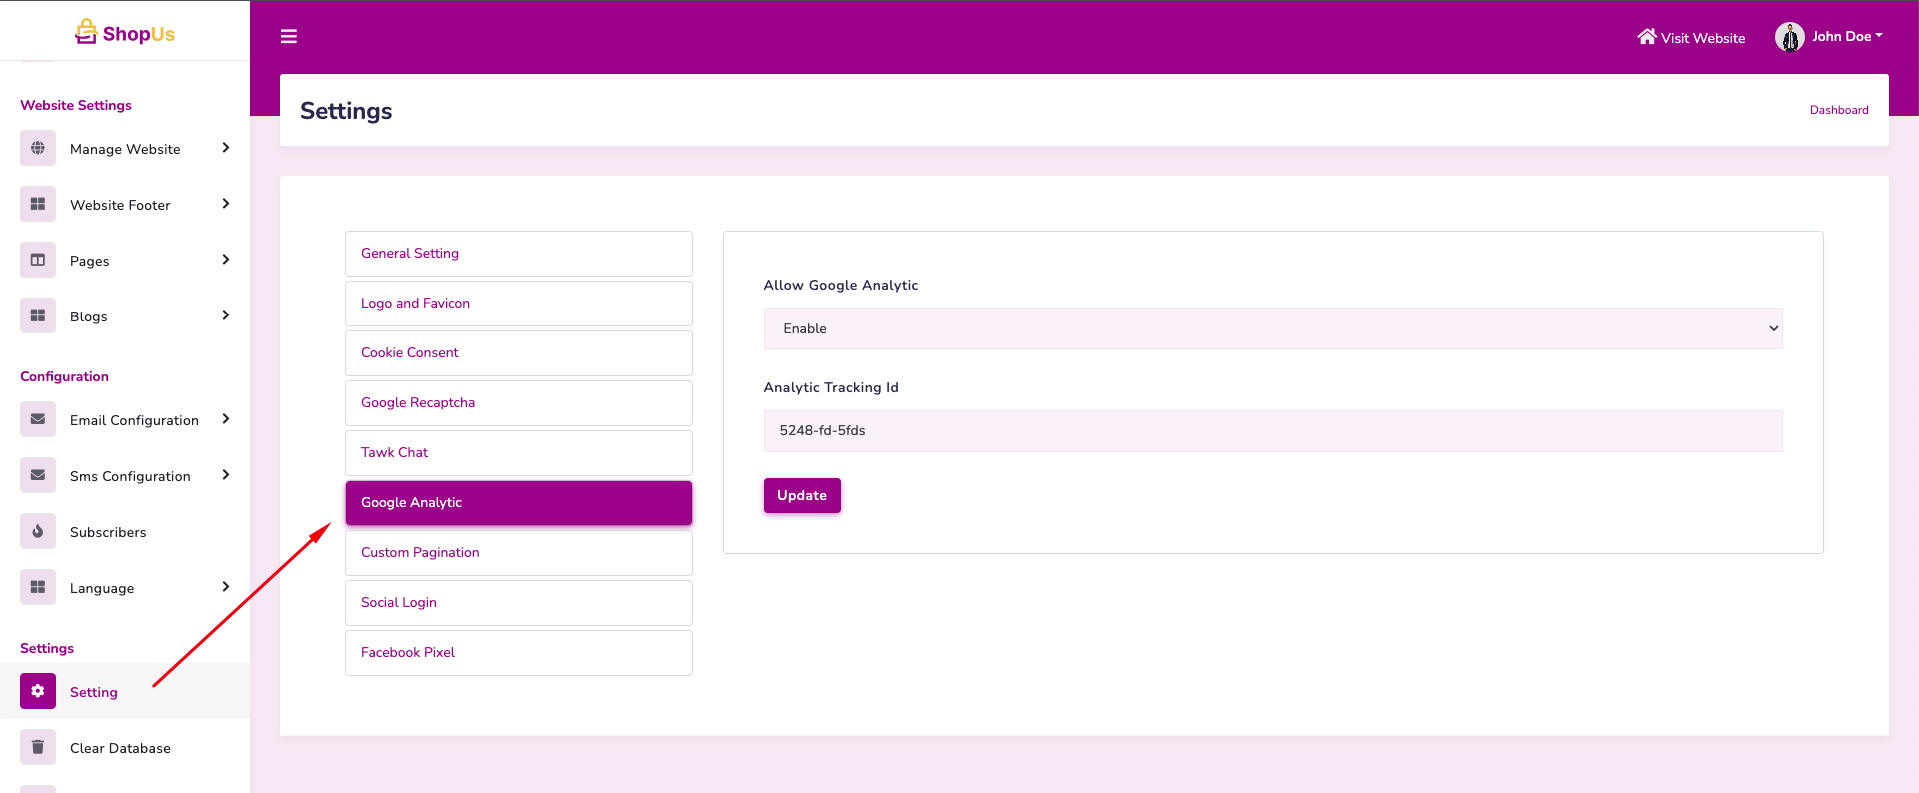 ShopUs
Visit Website
John Doe
Settings
Dashboard
Website Settings
Manage Website
Website Footer
Pages
Blogs
Configuration
Email Configuration
Sms Configuration
Subscribers
Language
Settings
Setting
Clear Database
General Setting
Logo and Favicon
Cookie Consent
Google Recaptcha
Tawk Chat
Google Analytic
Custom Pagination
Social Login
Facebook Pixel
Allow Google Analytic
Enable
Analytic Tracking Id
5248-fd-5fds
Update